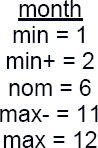 month
min = 1
min+ = 2
nom = 6
max- = 11
max = 12